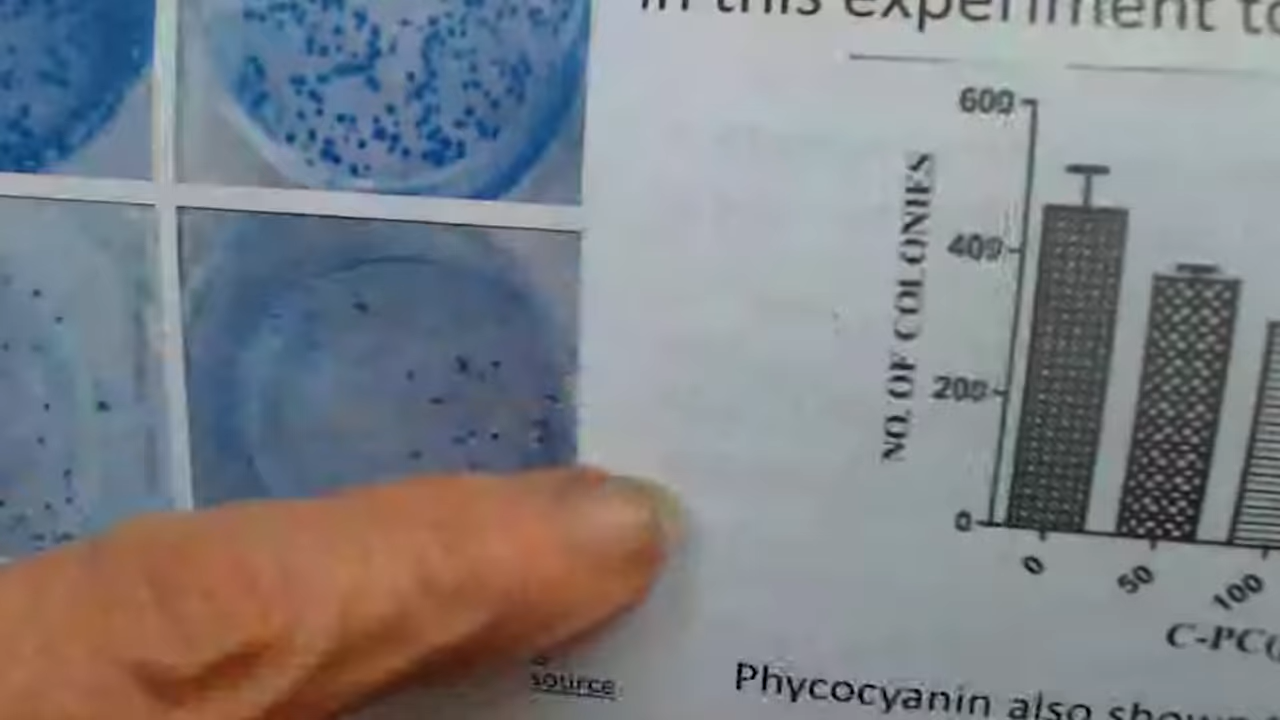 in this experiment to
600
NO. OF COLONIES
400
200
0
0
50
100
C-PC(
source
Phycocyanin also show